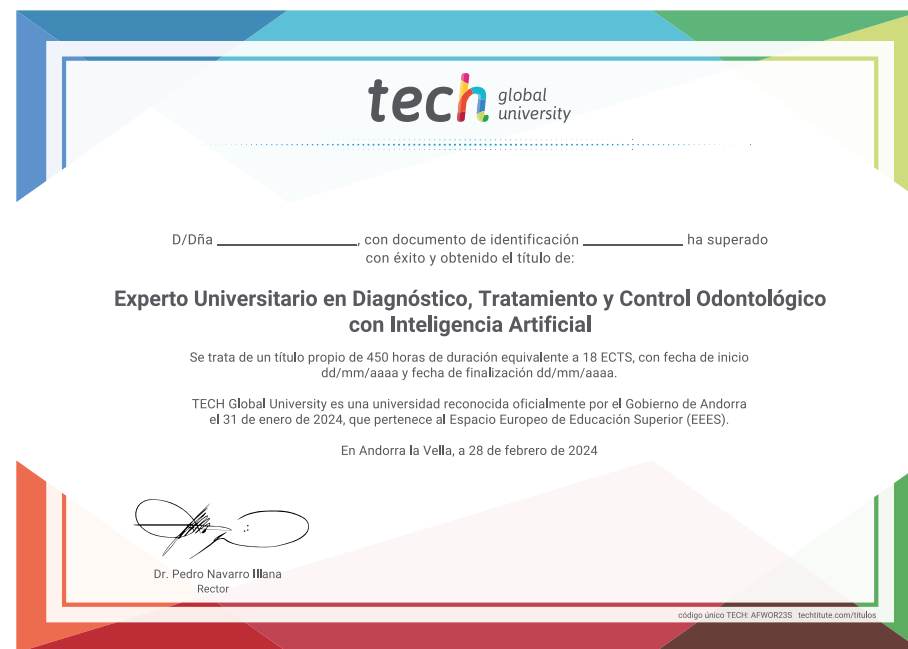 tech global university
D/Dña ____________________, con documento de identificación ______________ ha superado
con éxito y obtenido el título de:
Experto Universitario en Diagnóstico, Tratamiento y Control Odontológico
con Inteligencia Artificial
Se trata de un título propio de 450 horas de duración equivalente a 18 ECTS, con fecha de inicio
dd/mm/aaaa y fecha de finalización dd/mm/aaaa.
TECH Global University es una universidad reconocida oficialmente por el Gobierno de Andorra
el 31 de enero de 2024, que pertenece al Espacio Europeo de Educación Superior (EEES).
En Andorra la Vella, a 28 de febrero de 2024
Dr. Pedro Navarro Illana
Rector
código único TECH: AFWOR23S techtitute.com/titulos